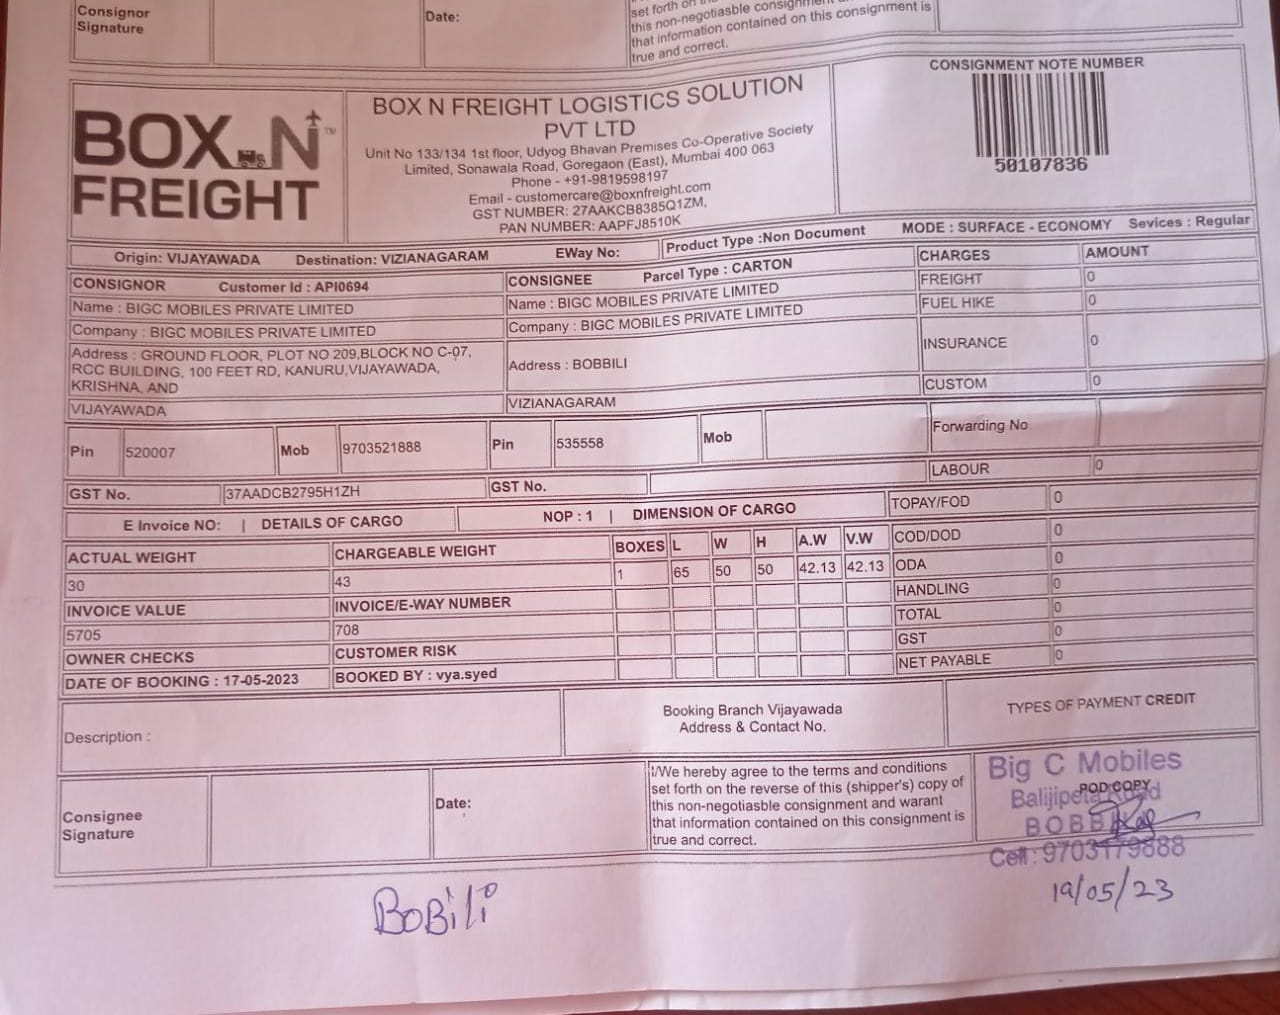 Consignor
Signature
Date:
set forth on
this non-negotiasble consignment
that information contained on this consignment is
true and correct.
BOX N™
FREIGHT
BOX N FREIGHT LOGISTICS SOLUTION
PVT LTD
Unit No 133/134 1st floor, Udyog Bhavan Premises Co-Operative Society
Limited, Sonawala Road, Goregaon (East), Mumbai 400 063
Phone - +91-9819598197
Email - customercare@boxnfreight.com
GST NUMBER: 27AAKCB8385Q1ZM,
PAN NUMBER: AAPFJ8510K
CONSIGNMENT NOTE NUMBER
50107836
Origin: VIJAYAWADA Destination: VIZIANAGARAM EWay No: Product Type :Non Document MODE : SURFACE - ECONOMY Sevices : Regular
CONSIGNOR Customer Id : API0694
Name : BIGC MOBILES PRIVATE LIMITED
Company : BIGC MOBILES PRIVATE LIMITED
Address : GROUND FLOOR, PLOT NO 209,BLOCK NO C-07,
RCC BUILDING, 100 FEET RD, KANURU,VIJAYAWADA,
KRISHNA, AND
VIJAYAWADA
CONSIGNEE Parcel Type : CARTON
Name : BIGC MOBILES PRIVATE LIMITED
Company : BIGC MOBILES PRIVATE LIMITED
Address : BOBBILI
VIZIANAGARAM
CHARGES AMOUNT
FREIGHT 0
FUEL HIKE 0
INSURANCE 0
CUSTOM 0
Pin 520007 Mob 9703521888 Pin 535558 Mob Forwarding No
GST No. 37AADCB2795H1ZH GST No. LABOUR 0
E Invoice NO: | DETAILS OF CARGO NOP : 1 | DIMENSION OF CARGO TOPAY/FOD 0
ACTUAL WEIGHT CHARGEABLE WEIGHT BOXES L W H A.W V.W COD/DOD 0
30 43 1 65 50 50 42.13 42.13 ODA 0
INVOICE VALUE INVOICE/E-WAY NUMBER HANDLING 0
5705 708 TOTAL 0
OWNER CHECKS CUSTOMER RISK GST 0
DATE OF BOOKING : 17-05-2023 BOOKED BY : vya.syed NET PAYABLE 0
Description :
Booking Branch Vijayawada
Address & Contact No.
TYPES OF PAYMENT CREDIT
Consignee
Signature
Date:
I/We hereby agree to the terms and conditions
set forth on the reverse of this (shipper's) copy of
this non-negotiasble consignment and warant
that information contained on this consignment is
true and correct.
POD COPY
Big C Mobiles
Balijipeta Road
Cell : 9703179888
BoBili
19/05/23